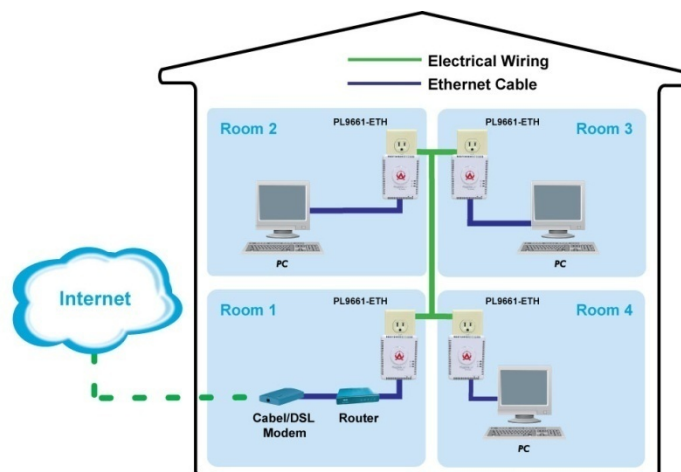 Electrical Wiring
Ethernet Cable
Room 2
PL9661-ETH
PC
PL9661-ETH
Room 3
PC
Internet
Room 1
PL9661-ETH
Cabel/DSL
Modem
Router
PL9661-ETH
Room 4
PC